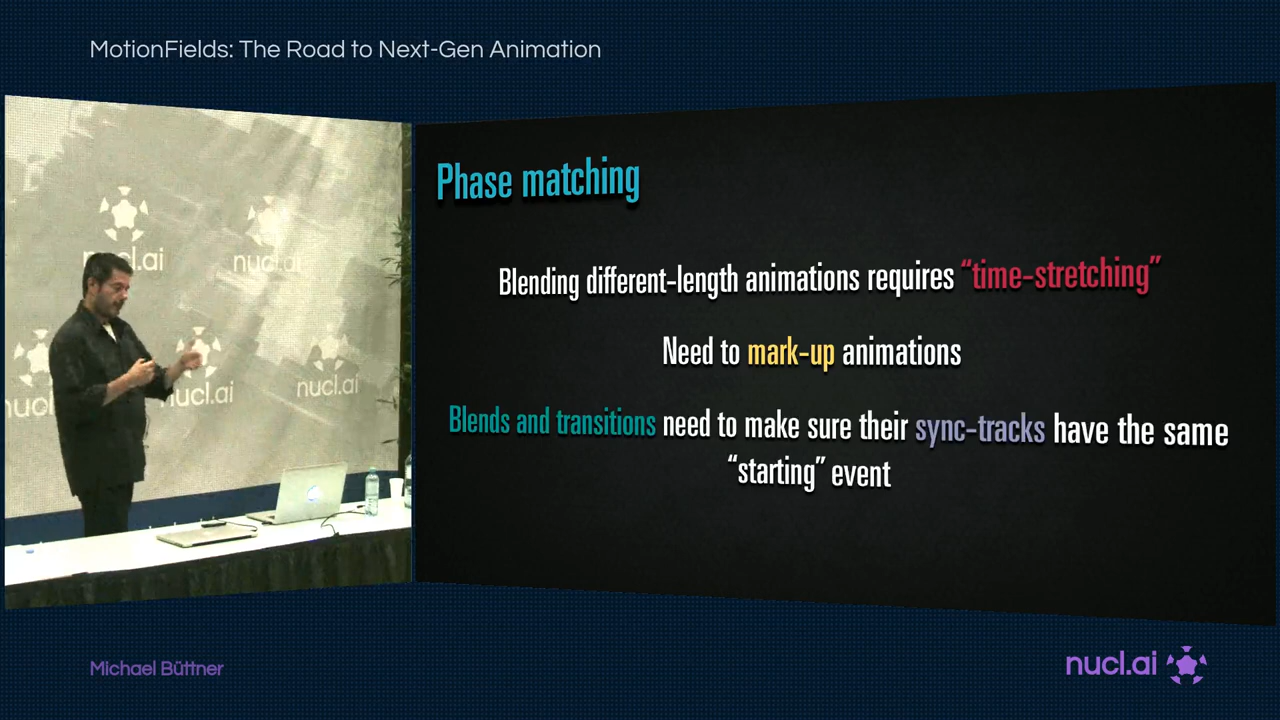 MotionFields: The Road to Next-Gen Animation
Phase matching
Blending different-length animations requires “time-stretching”
Need to mark-up animations
Blends and transitions need to make sure their sync-tracks have the same
“starting” event
nucl.ai
nucl.ai
nucl.ai
nucl.ai
Michael Büttner
nucl.ai